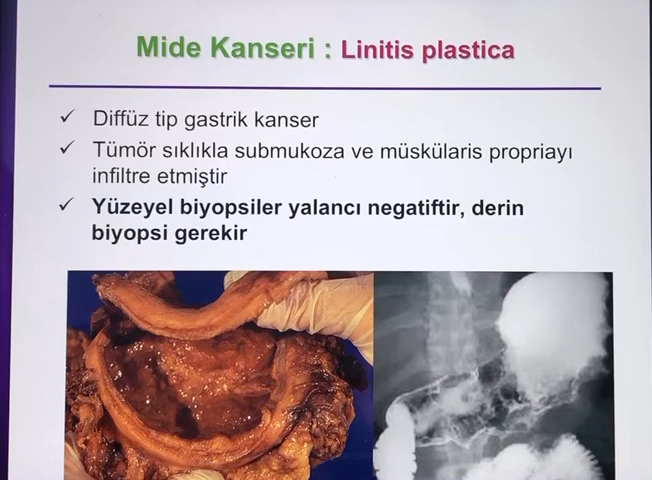 Mide Kanseri : Linitis plastica
Diffüz tip gastrik kanser
Tümör sıklıkla submukoza ve müskülaris propriayı
infiltre etmiştir
Yüzeyel biyopsiler yalancı negatiftir, derin
biyopsi gerekir